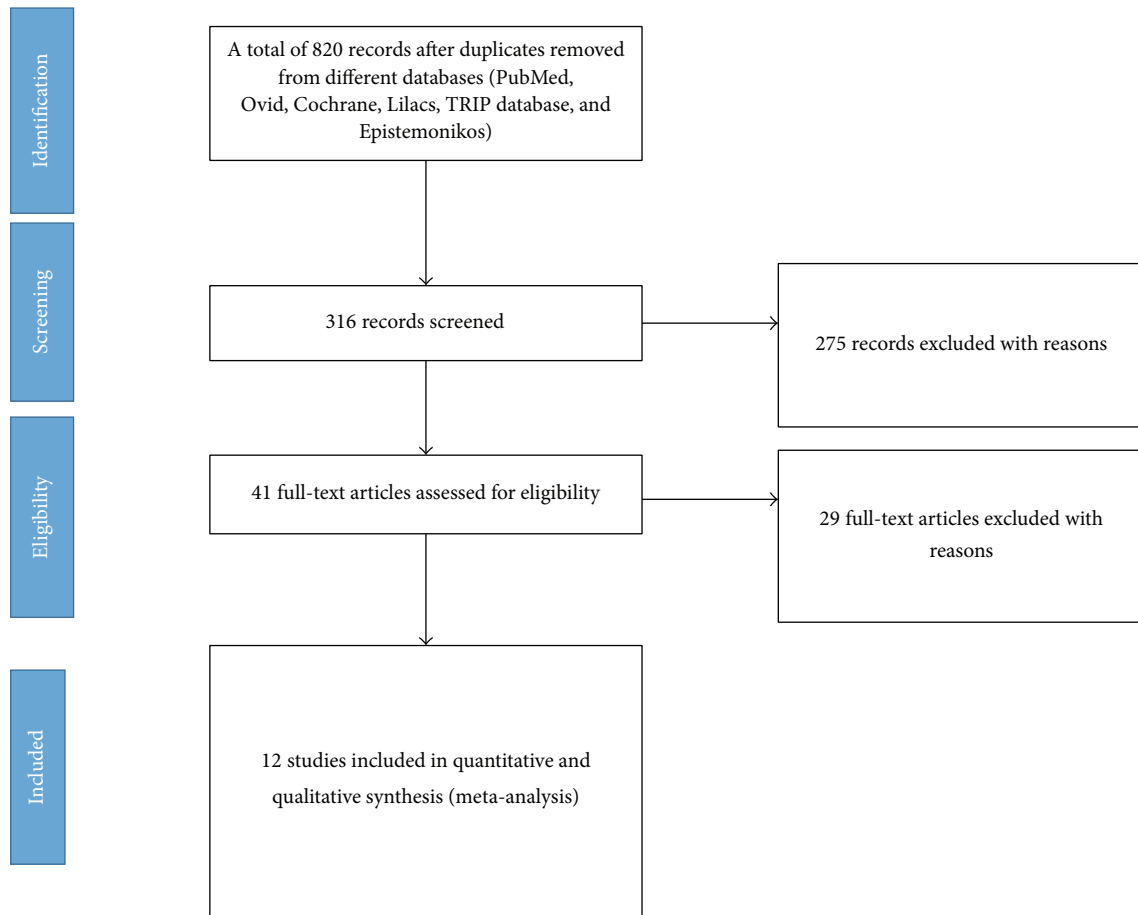 Identification
A total of 820 records after duplicates removed
from different databases (PubMed,
Ovid, Cochrane, Lilacs, TRIP database, and
Epistemonikos)
Screening
316 records screened
275 records excluded with reasons
Eligibility
41 full-text articles assessed for eligibility
29 full-text articles excluded with
reasons
Included
12 studies included in quantitative and
qualitative synthesis (meta-analysis)